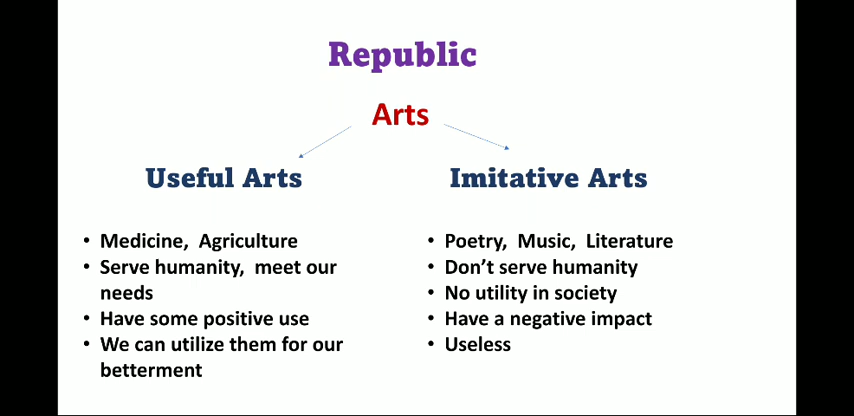 Republic
Arts
Useful Arts
• Medicine, Agriculture
• Serve humanity, meet our
needs
• Have some positive use
• We can utilize them for our
betterment
Imitative Arts
• Poetry, Music, Literature
• Don't serve humanity
• No utility in society
• Have a negative impact
• Useless